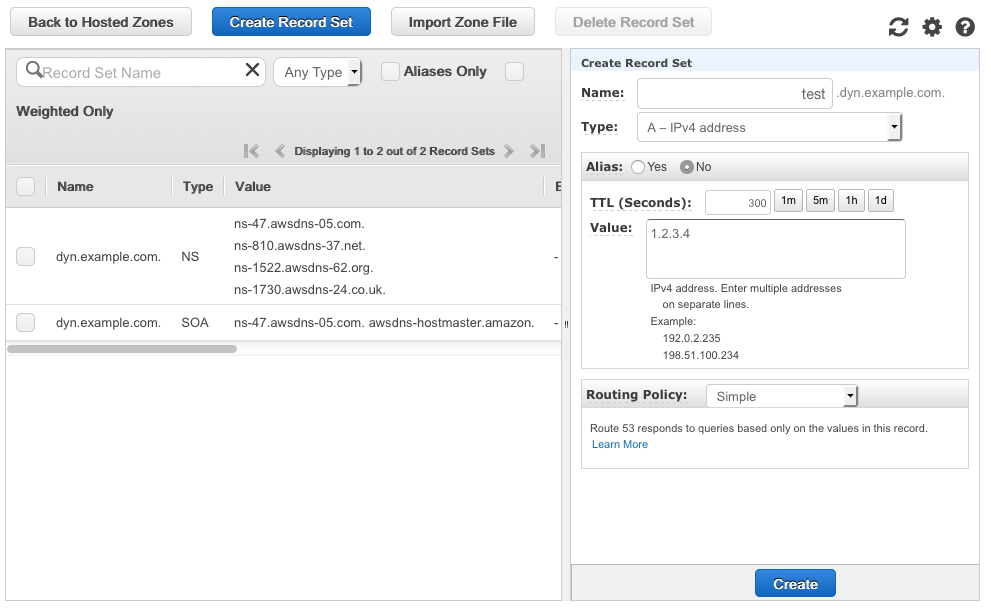 Back to Hosted Zones
Create Record Set
Import Zone File
Delete Record Set
Record Set Name
Any Type
Aliases Only
Weighted Only
Displaying 1 to 2 out of 2 Record Sets
Name Type Value
dyn.example.com. NS
ns-47.awsdns-05.com.
ns-810.awsdns-37.net.
ns-1522.awsdns-62.org.
ns-1730.awsdns-24.co.uk.
-
dyn.example.com. SOA ns-47.awsdns-05.com. awsdns-hostmaster.amazon. -
Create Record Set
Name: test .dyn.example.com.
Type: A – IPv4 address
Alias: Yes No
TTL (Seconds): 300 1m 5m 1h 1d
Value: 1.2.3.4
IPv4 address. Enter multiple addresses
on separate lines.
Example:
192.0.2.235
198.51.100.234
Routing Policy: Simple
Route 53 responds to queries based only on the values in this record.
Learn More
Create